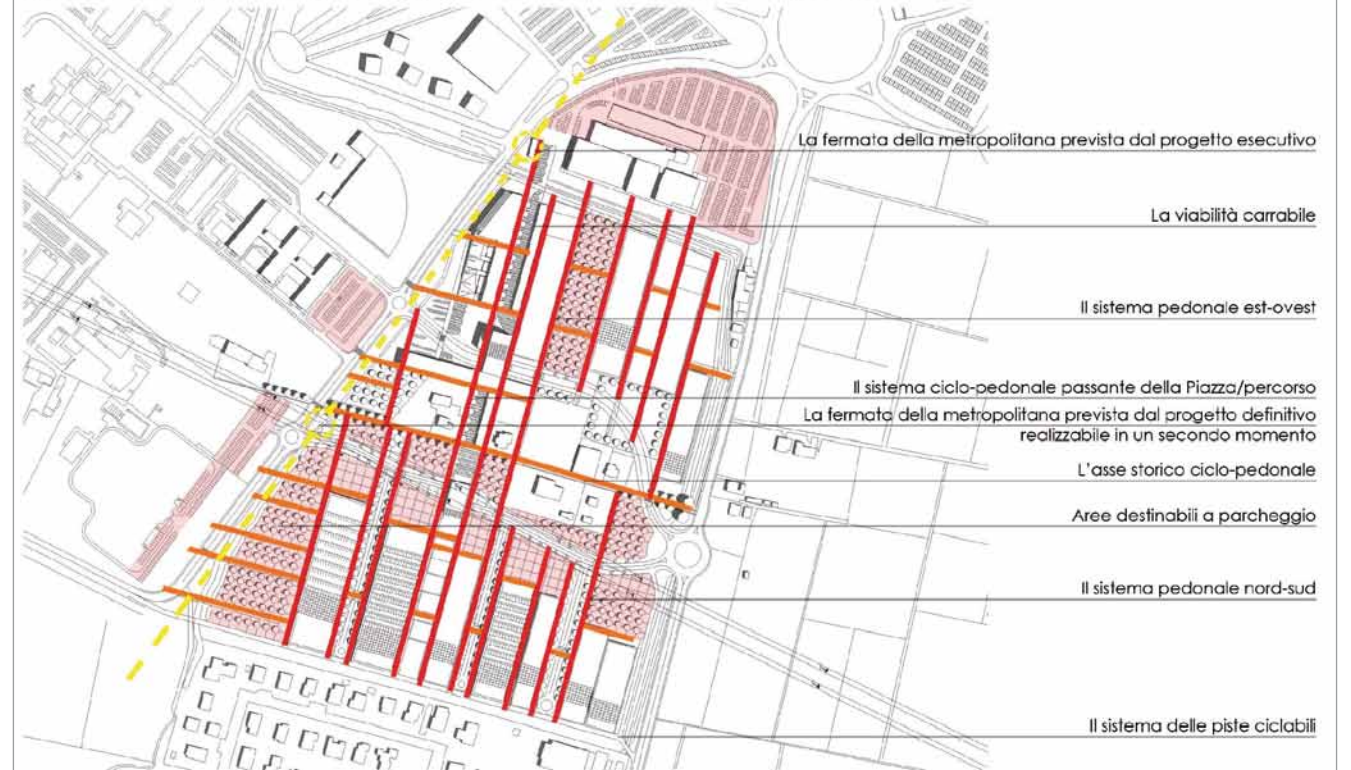 La fermata della metropolitana prevista dal progetto esecutivo
La viabilità carrabile
Il sistema pedonale est-ovest
Il sistema ciclo-pedonale passante della Piazza/percorso
La fermata della metropolitana prevista dal progetto definitivo
realizzabile in un secondo momento
L'asse storico ciclo-pedonale
Aree destinabili a parcheggio
Il sistema pedonale nord-sud
Il sistema delle piste ciclabili